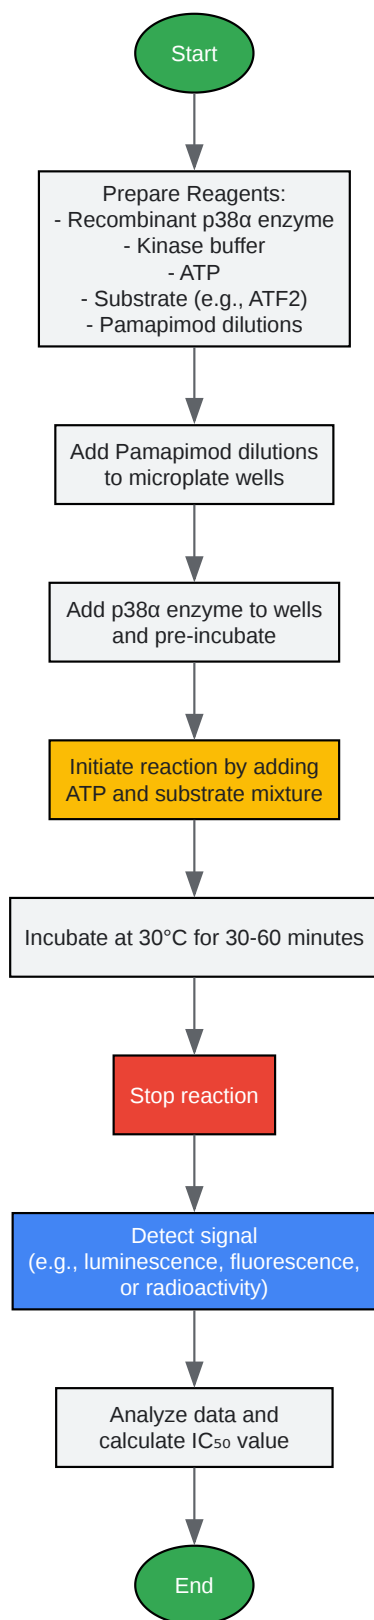 Start
Prepare Reagents:
- Recombinant p38α enzyme
- Kinase buffer
- ATP
- Substrate (e.g., ATF2)
- Pamapimod dilutions
Add Pamapimod dilutions
to microplate wells
Add p38α enzyme to wells
and pre-incubate
Initiate reaction by adding
ATP and substrate mixture
Incubate at 30°C for 30-60 minutes
Stop reaction
Detect signal
(e.g., luminescence, fluorescence,
or radioactivity)
Analyze data and
calculate IC₅₀ value
End